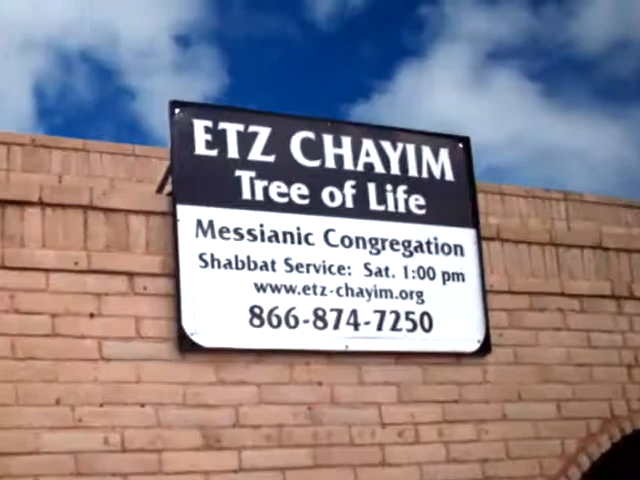 ETZ CHAYIM
Tree of Life
Messianic Congregation
Shabbat Service: Sat. 1:00 pm
www.etz-chayim.org
866-874-7250